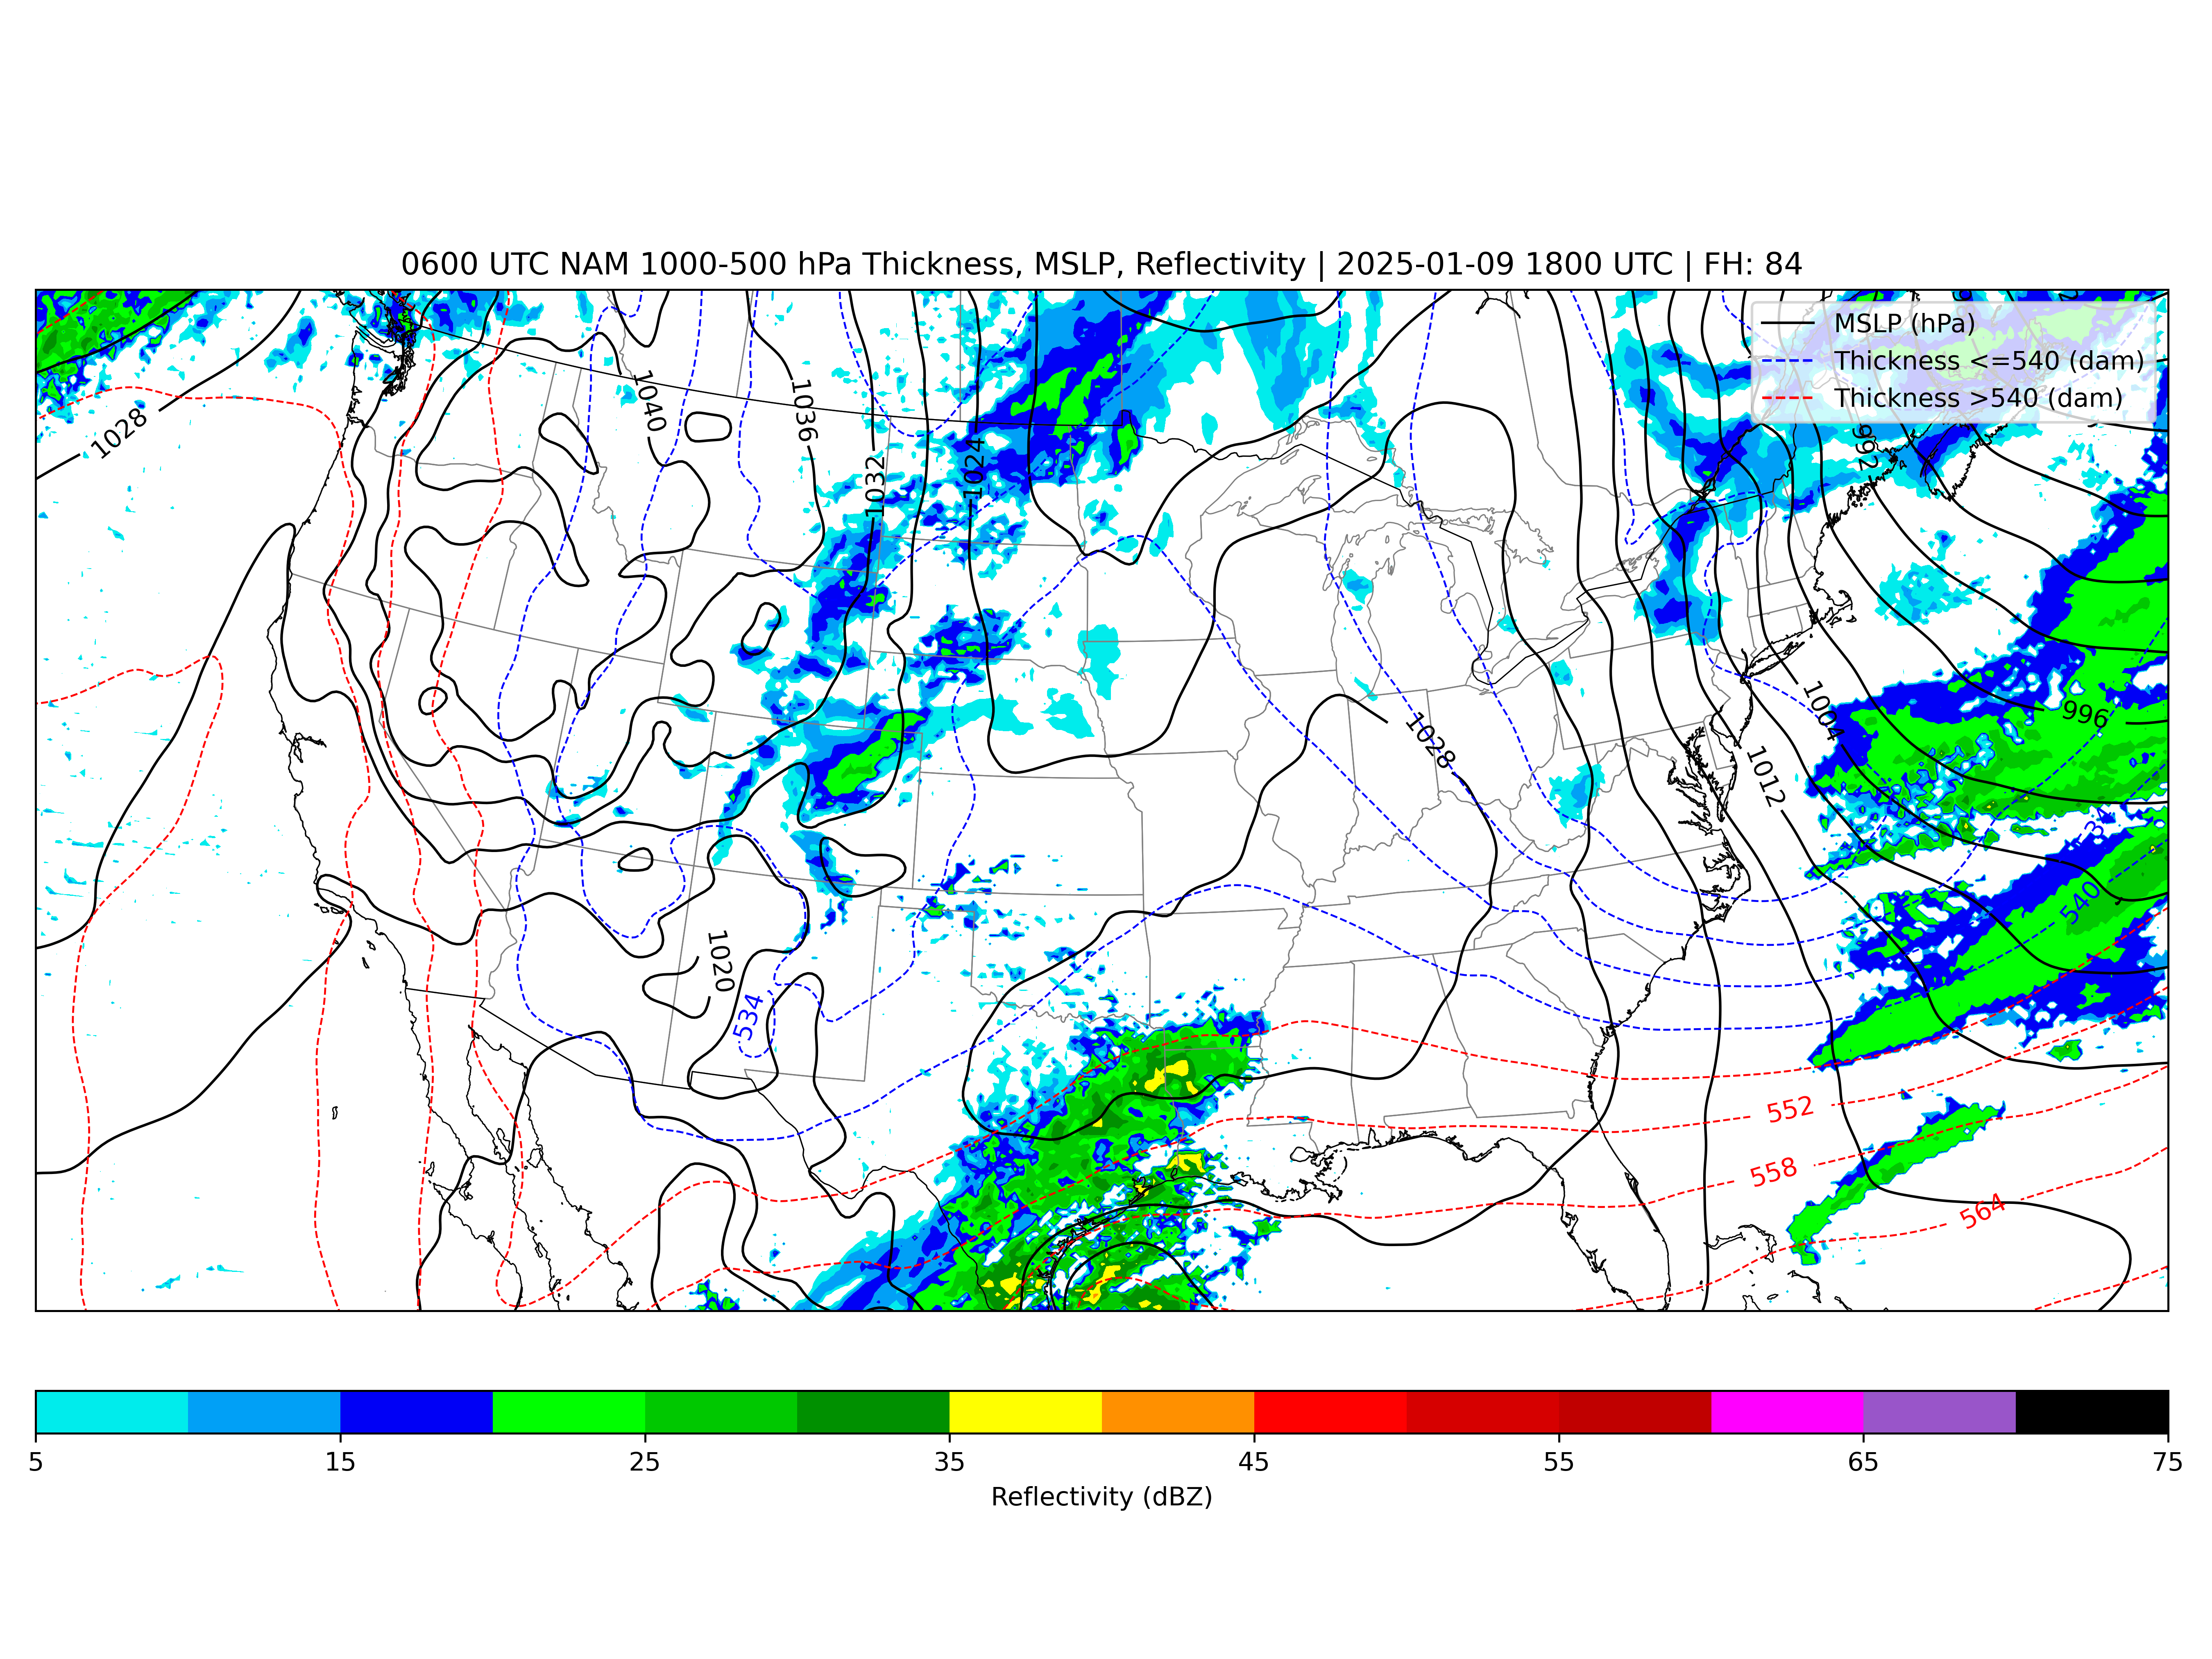 0600 UTC NAM 1000-500 hPa Thickness, MSLP, Reflectivity | 2025-01-09 1800 UTC | FH: 84
MSLP (hPa)
Thickness <=540 (dam)
Thickness >540 (dam)
1028
1040
1036
1032
1024
992
1028
1004
996
1012
534
540
1020
534
552
558
564
5 15 25 35 45 55 65 75
Reflectivity (dBZ)